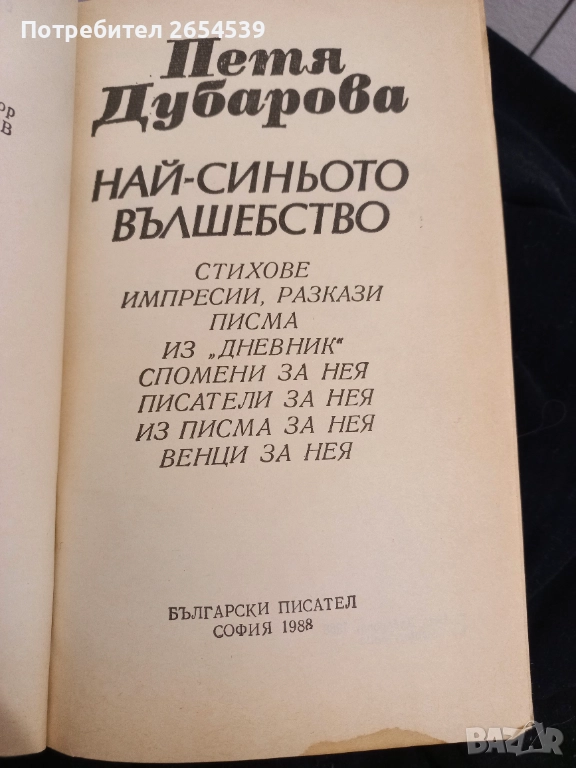 Потребител 2654539
Петя
Дубарова
НАЙ-СИНЬОТО
ВЪЛШЕБСТВО
СТИХОВЕ
ИМПРЕСИИ, РАЗКАЗИ
ПИСМА
ИЗ „ДНЕВНИК“
СПОМЕНИ ЗА НЕЯ
ПИСАТЕЛИ ЗА НЕЯ
ИЗ ПИСМА ЗА НЕЯ
ВЕНЦИ ЗА НЕЯ
БЪЛГАРСКИ ПИСАТЕЛ
СОФИЯ 1988
BAZAR